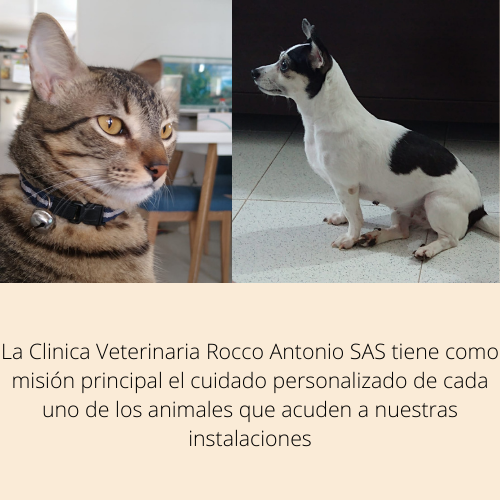 La Clinica Veterinaria Rocco Antonio SAS tiene como
misión principal el cuidado personalizado de cada
uno de los animales que acuden a nuestras
instalaciones